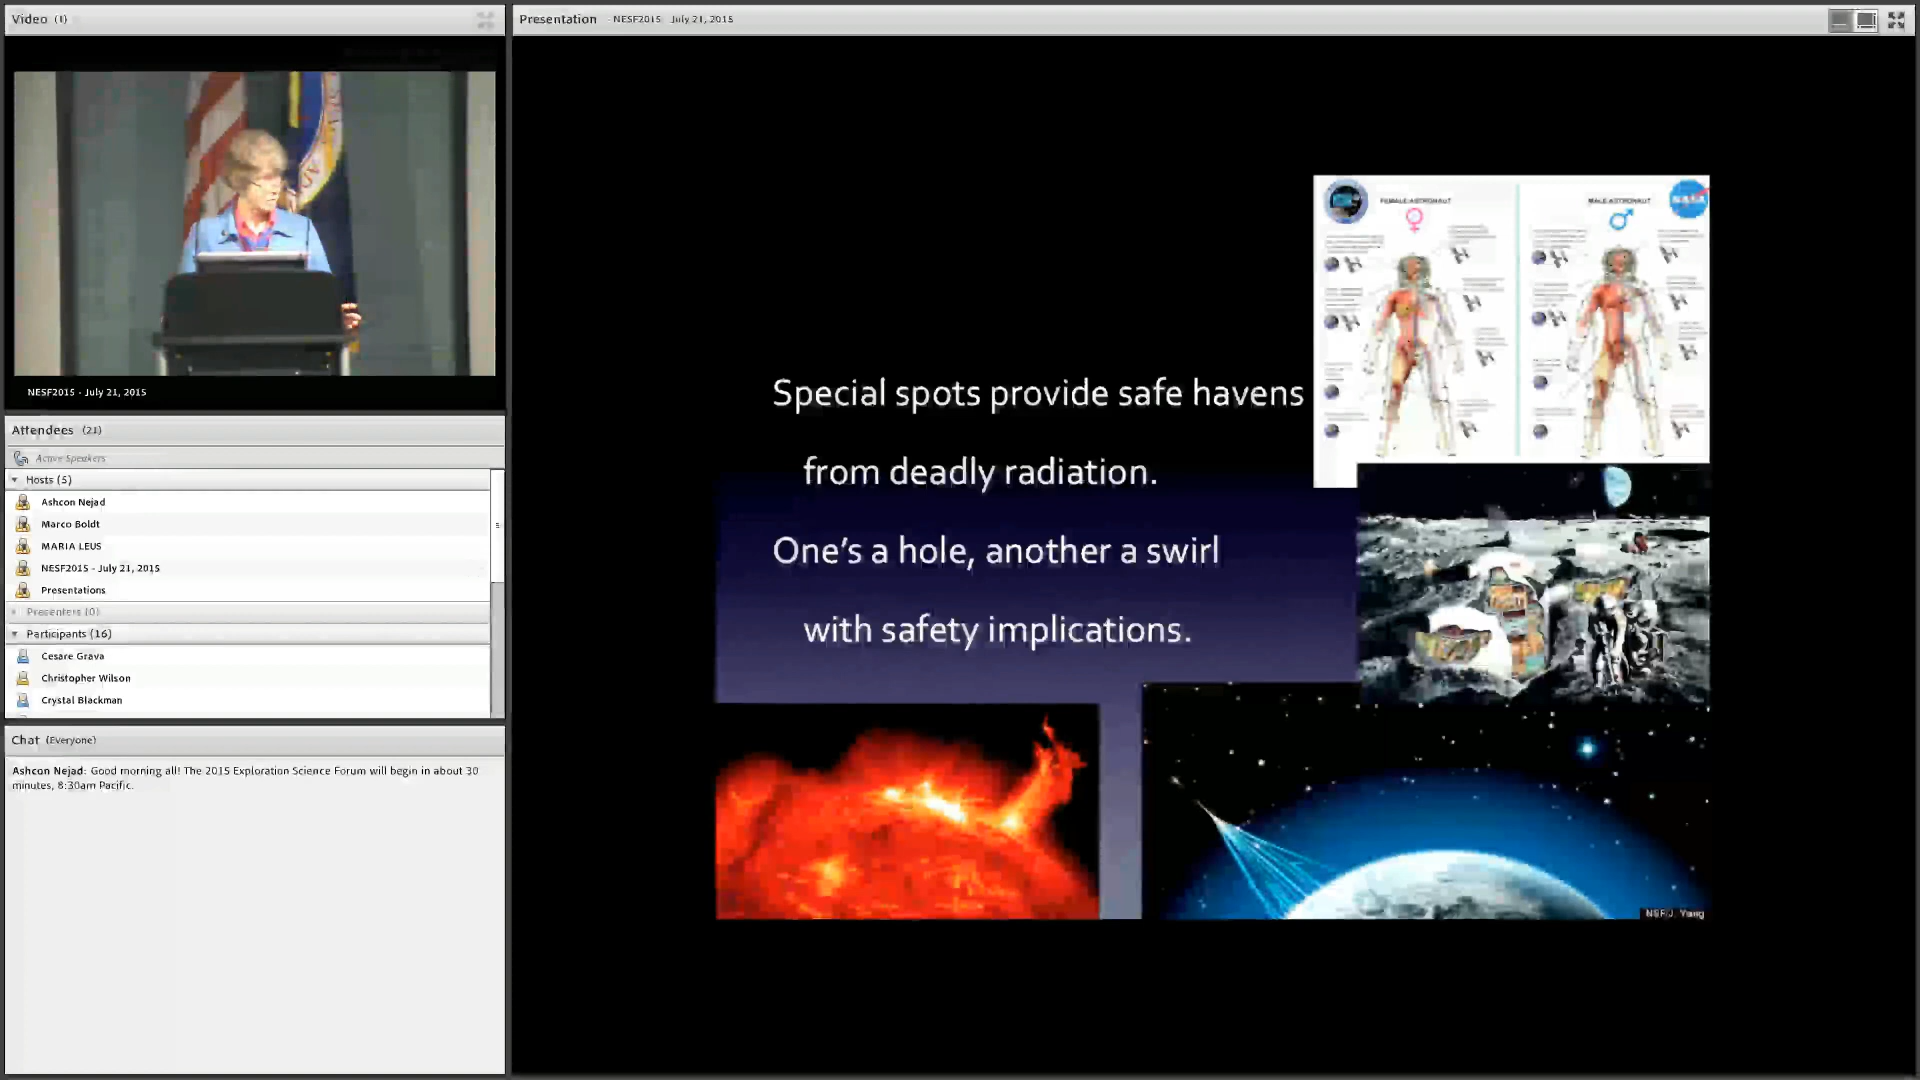 Video (1)
NESF2015 - July 21, 2015
Attendees (21)
Active Speakers
Hosts (5)
Ashcon Nejad
Marco Boldt
MARIA LEUS
NESF2015 - July 21, 2015
Presentations
Presenters (0)
Participants (16)
Cesare Grava
Christopher Wilson
Crystal Blackman
Chat (Everyone)
Ashcon Nejad: Good morning all! The 2015 Exploration Science Forum will begin in about 30
minutes, 8:30am Pacific.
Presentation - NESF2015 July 21, 2015
FEMALE ASTRONAUT
MALE ASTRONAUT
NASA
Special spots provide safe havens
from deadly radiation.
One's a hole, another a swirl
with safety implications.
NSF/J. Yang